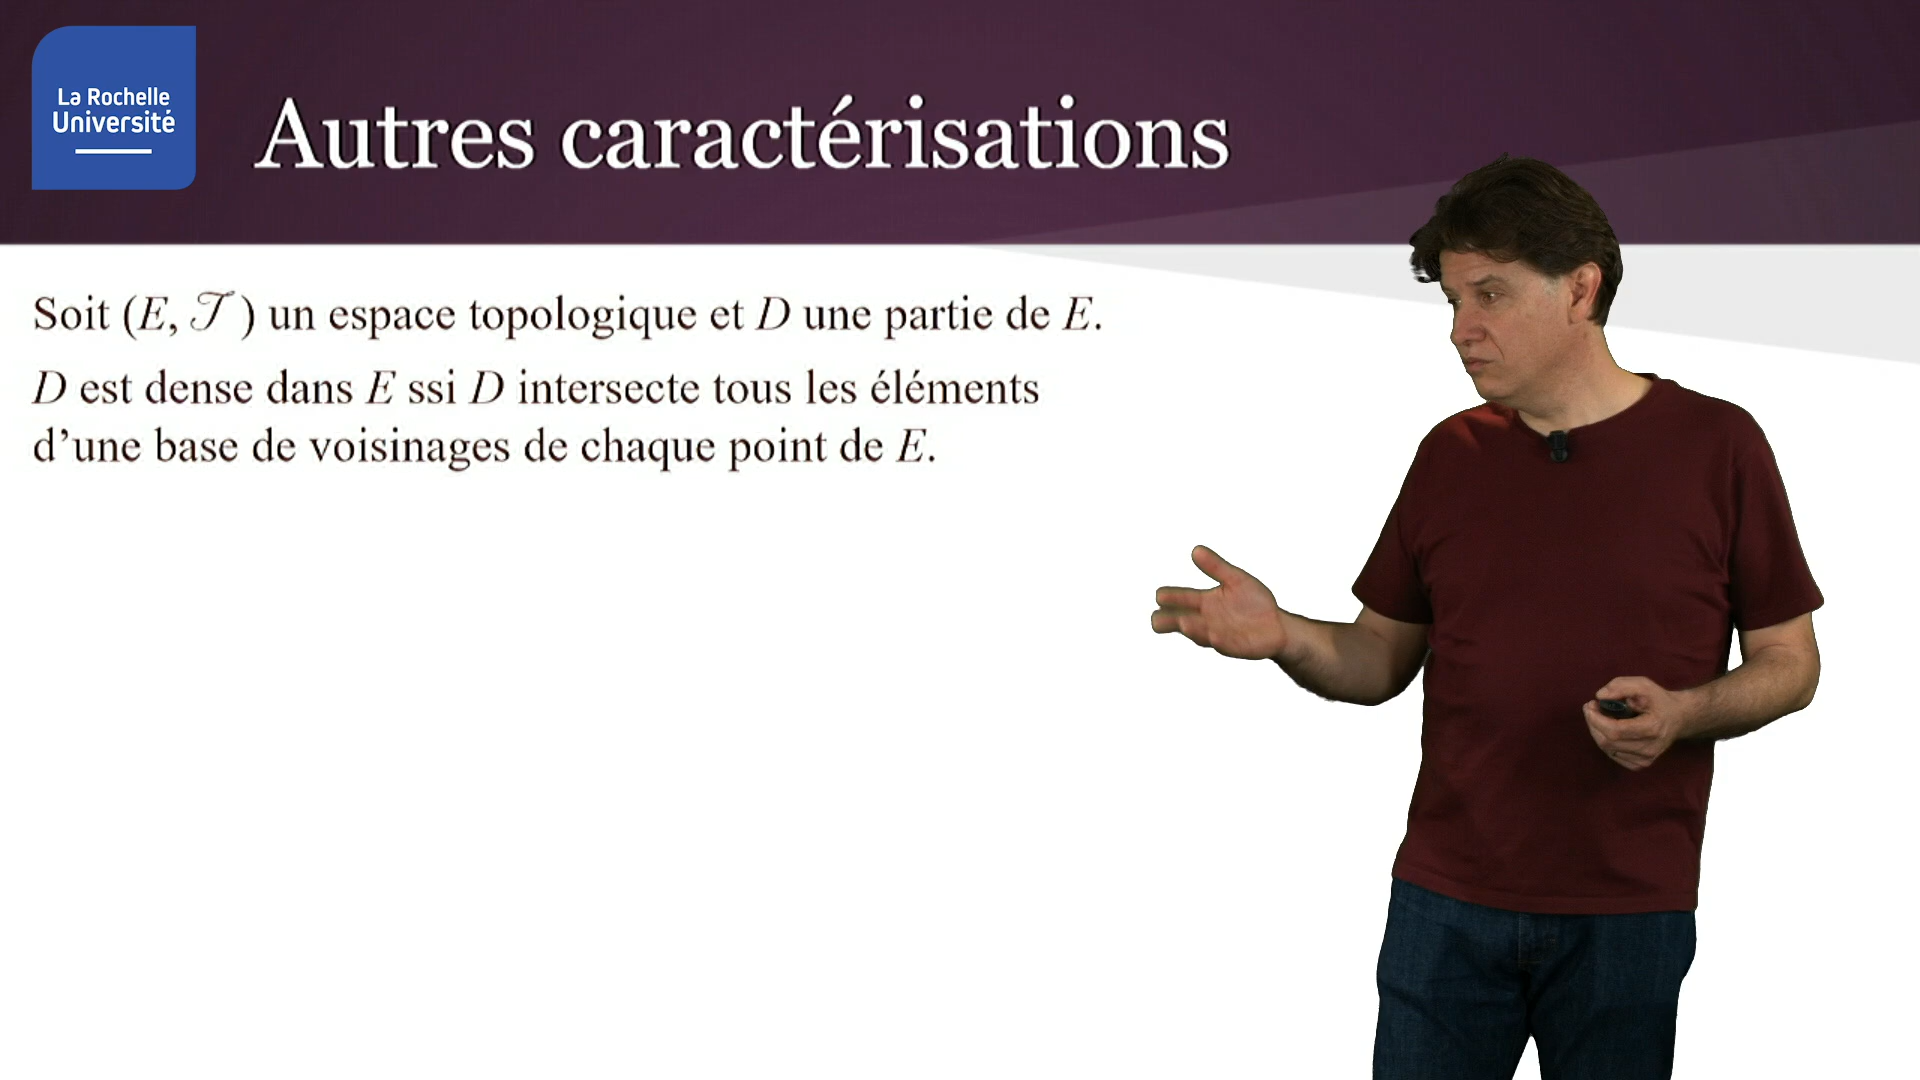 La Rochelle
Université
Autres caractérisations
Soit (E, 𝒯 ) un espace topologique et D une partie de E.
D est dense dans E ssi D intersecte tous les éléments
d’une base de voisinages de chaque point de E.